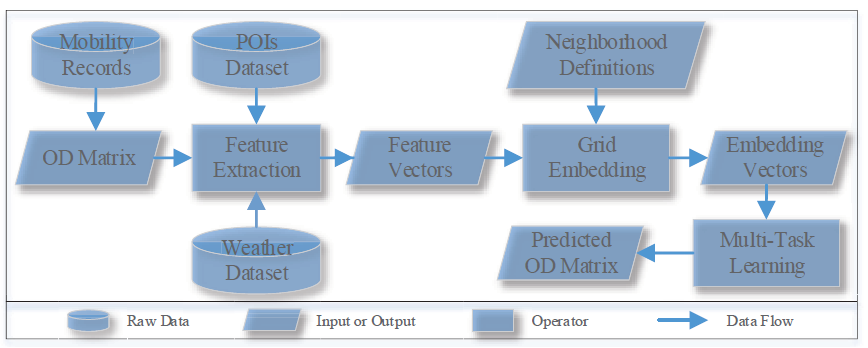 Mobility
Records
POIs
Dataset
Neighborhood
Definitions
OD Matrix
Feature
Extraction
Feature
Vectors
Grid
Embedding
Embedding
Vectors
Weather
Dataset
Predicted
OD Matrix
Multi-Task
Learning
Raw Data
Input or Output
Operator
Data Flow